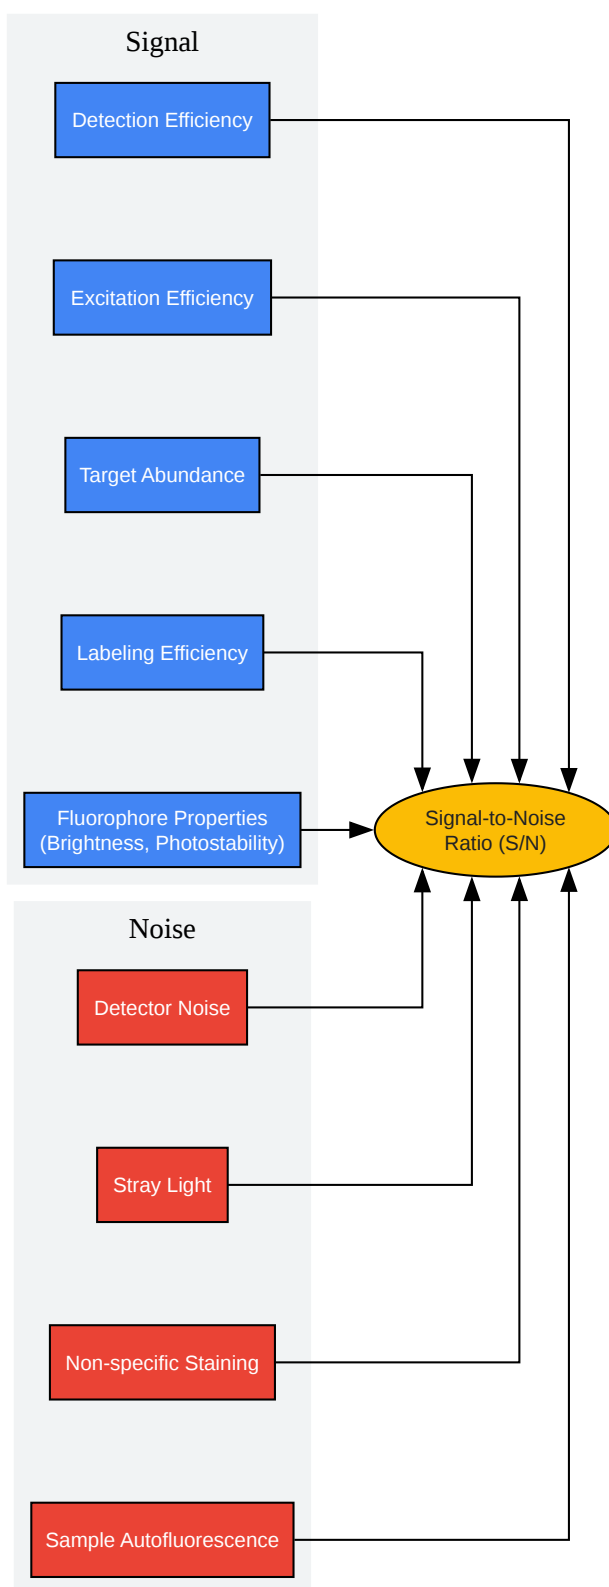 Signal
Detection Efficiency
Excitation Efficiency
Target Abundance
Labeling Efficiency
Fluorophore Properties
(Brightness, Photostability)
Signal-to-Noise
Ratio (S/N)
Noise
Detector Noise
Stray Light
Non-specific Staining
Sample Autofluorescence